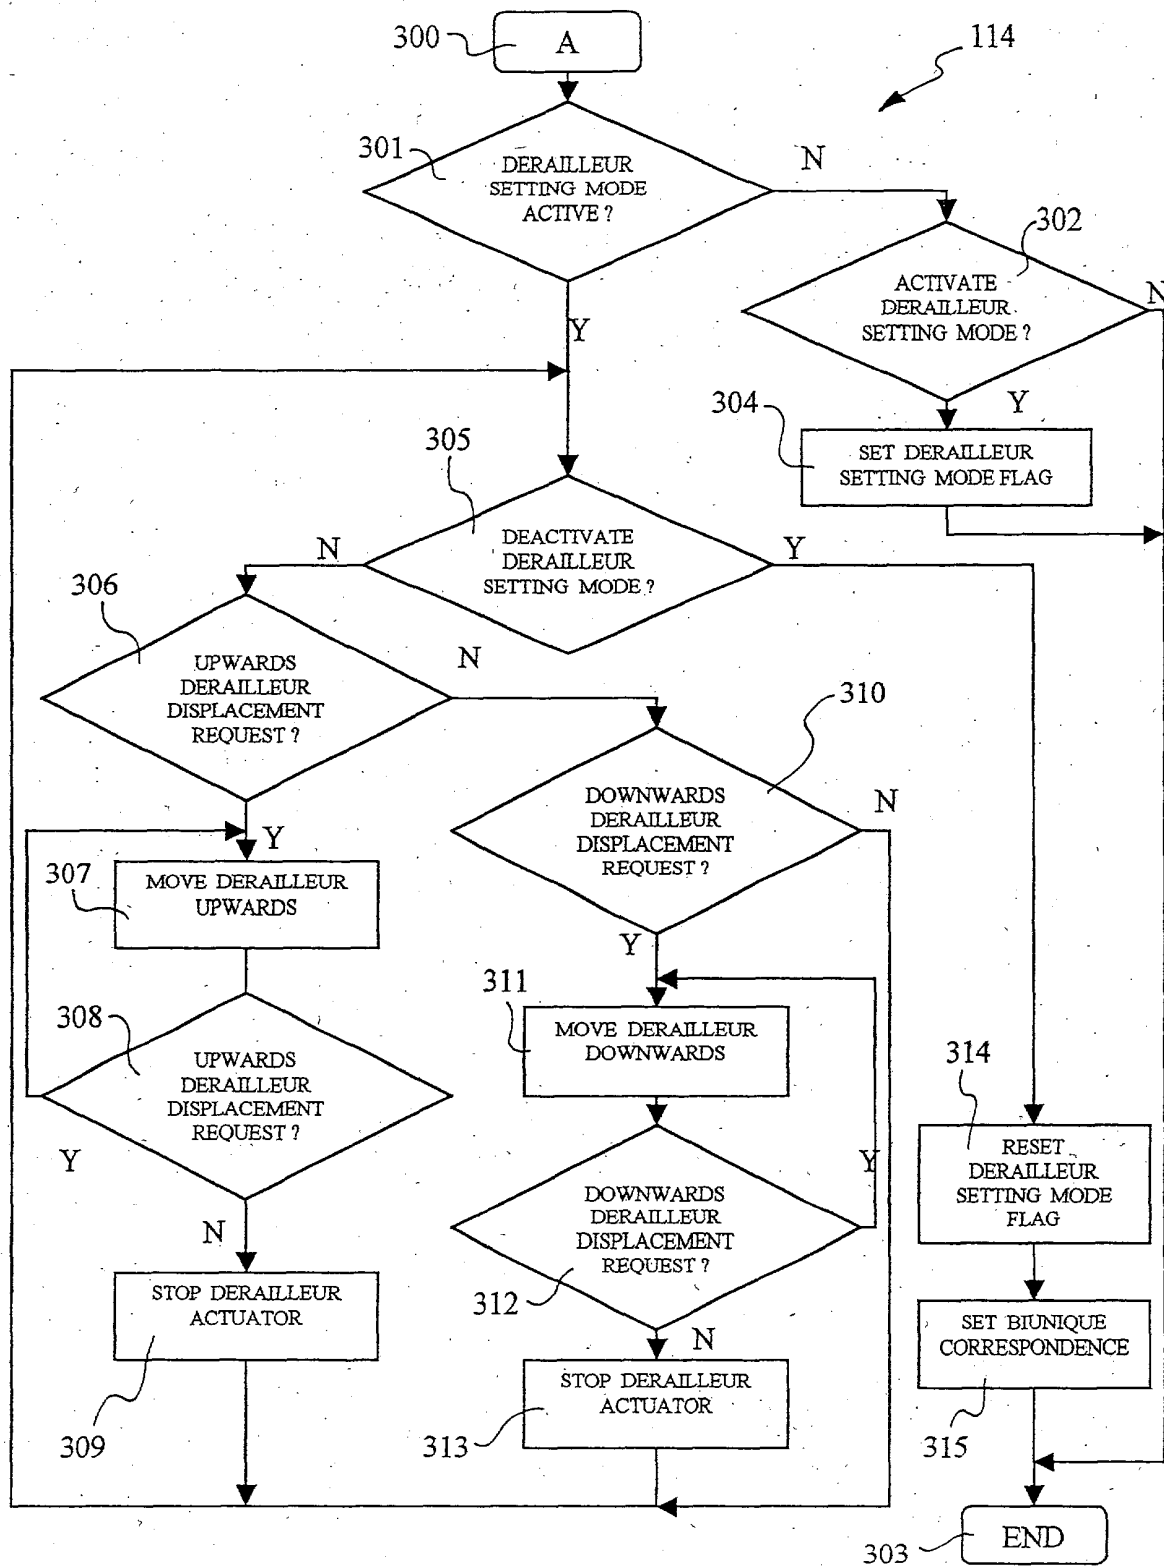 300
A
114
301
DERAILLEUR
SETTING MODE
ACTIVE ?
N
302
ACTIVATE
DERAILLEUR
SETTING MODE ?
N
Y
Y
304
SET DERAILLEUR
SETTING MODE FLAG
305
DEACTIVATE
DERAILLEUR
SETTING MODE ?
N
Y
306
UPWARDS
DERAILLEUR
DISPLACEMENT
REQUEST ?
N
310
DOWNWARDS
DERAILLEUR
DISPLACEMENT
REQUEST ?
N
Y
307
MOVE DERAILLEUR
UPWARDS
Y
311
MOVE DERAILLEUR
DOWNWARDS
308
UPWARDS
DERAILLEUR
DISPLACEMENT
REQUEST ?
Y
N
312
DOWNWARDS
DERAILLEUR
DISPLACEMENT
REQUEST ?
Y
N
314
RESET
DERAILLEUR
SETTING MODE
FLAG
309
STOP DERAILLEUR
ACTUATOR
313
STOP DERAILLEUR
ACTUATOR
315
SET BIUNIQUE
CORRESPONDENCE
303
END